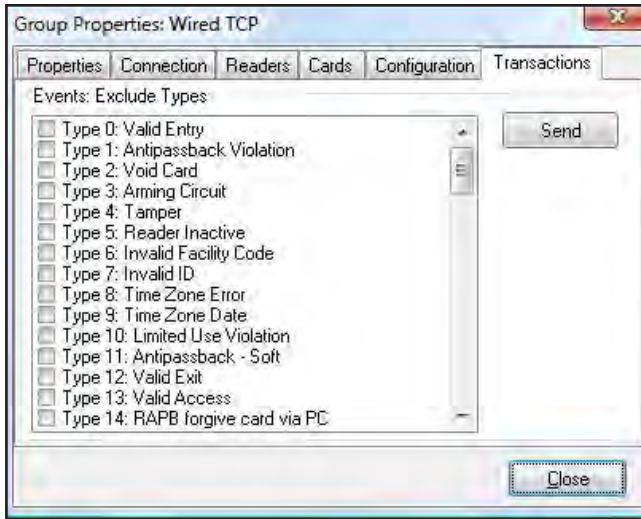 Group Properties: Wired TCP
Properties Connection Readers Cards Configuration Transactions
Events: Exclude Types
Type 0: Valid Entry
Type 1: Antipassback Violation
Type 2: Void Card
Type 3: Arming Circuit
Type 4: Tamper
Type 5: Reader Inactive
Type 6: Invalid Facility Code
Type 7: Invalid ID
Type 8: Time Zone Error
Type 9: Time Zone Date
Type 10: Limited Use Violation
Type 11: Antipassback - Soft
Type 12: Valid Exit
Type 13: Valid Access
Type 14: RAPB forgive card via PC
Send
Close